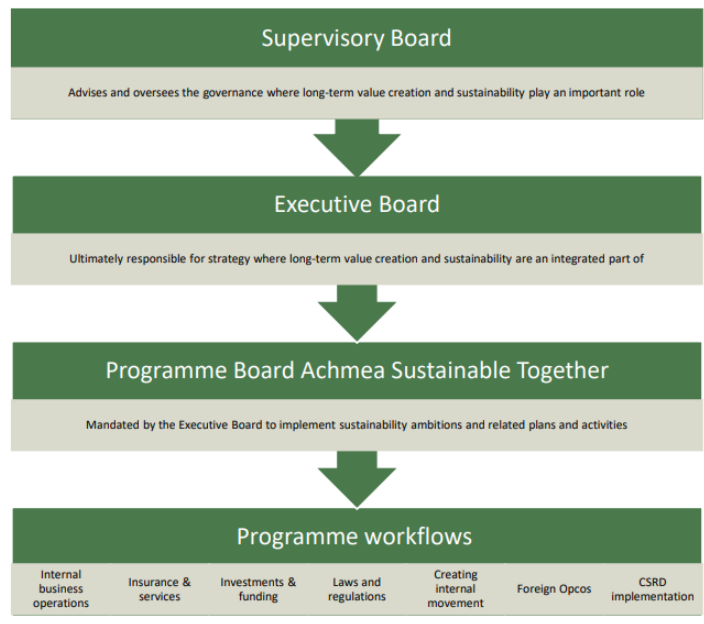 Supervisory Board
Advises and oversees the governance where long-term value creation and sustainability play an important role
Executive Board
Ultimately responsible for strategy where long-term value creation and sustainability are an integrated part of
Programme Board Achmea Sustainable Together
Mandated by the Executive Board to implement sustainability ambitions and related plans and activities
Programme workflows
Internal
business
operations
Insurance &
services
Investments &
funding
Laws and
regulations
Creating
internal
movement
Foreign Opcos
CSRD
implementation